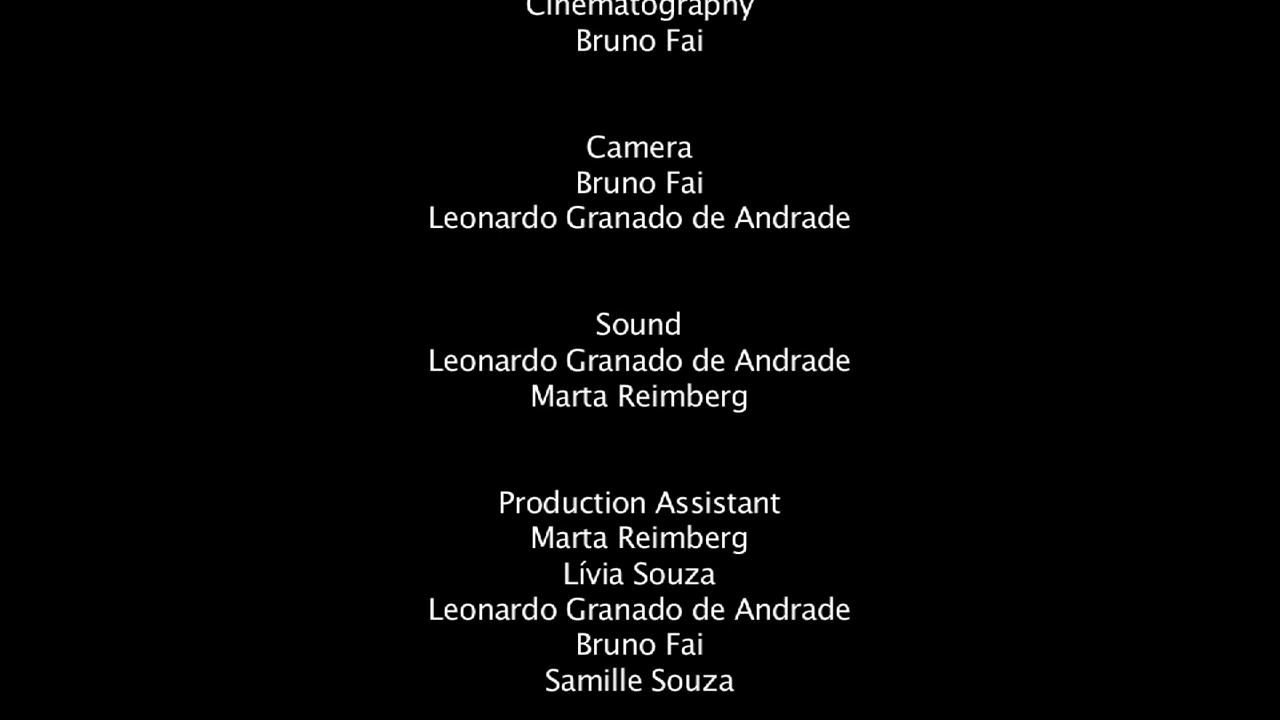 Cinematography
Bruno Fai
Camera
Bruno Fai
Leonardo Granado de Andrade
Sound
Leonardo Granado de Andrade
Marta Reimberg
Production Assistant
Marta Reimberg
Lívia Souza
Leonardo Granado de Andrade
Bruno Fai
Samille Souza